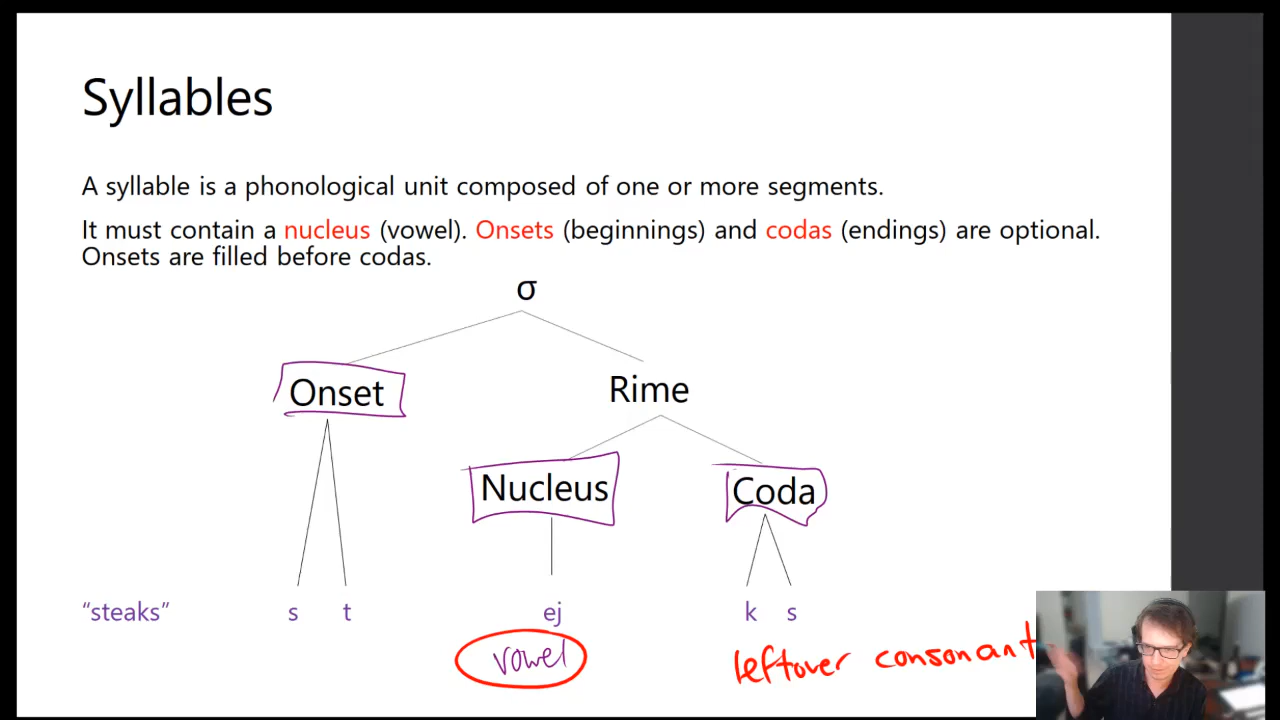 Syllables
A syllable is a phonological unit composed of one or more segments.
It must contain a nucleus (vowel). Onsets (beginnings) and codas (endings) are optional.
Onsets are filled before codas.
σ
Onset Rime
Nucleus Coda
“steaks” s t ej k s
vowel leftover consonant